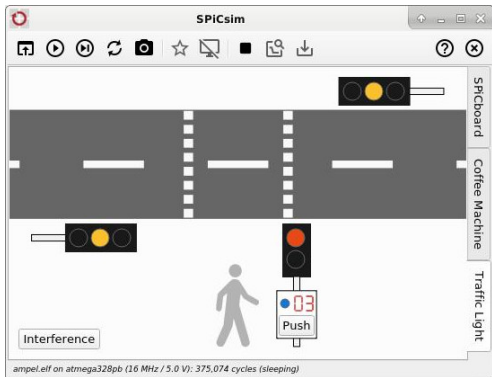 SPiCsim
SPiCboard
Coffee Machine
Traffic Light
03
Push
Interference
ampel.elf on atmega328pb (16 MHz / 5.0 V): 375,074 cycles (sleeping)